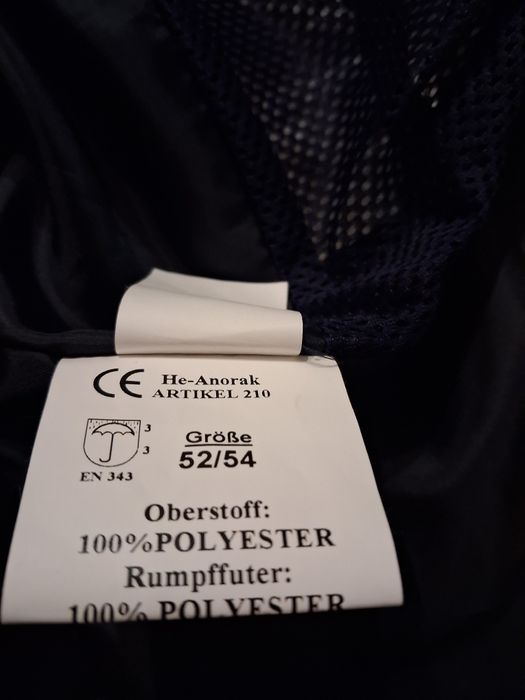 CE He-Anorak
ARTIKEL 210
3
3
EN 343
Größe
52/54
Oberstoff:
100%POLYESTER
Rumpffuter:
100% POLYESTER